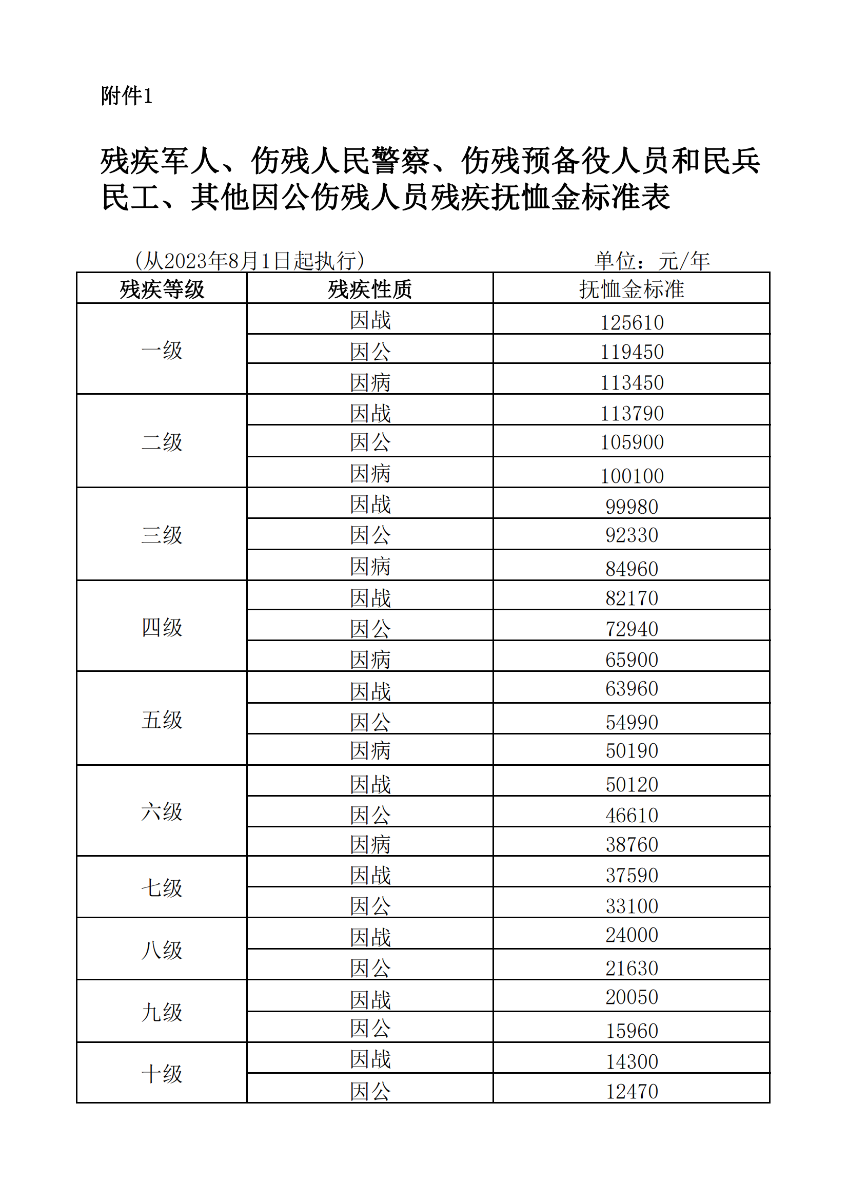 附件1
残疾军人、伤残人民警察、伤残预备役人员和民兵
民工、其他因公伤残人员残疾抚恤金标准表
(从2023年8月1日起执行) 单位：元/年
残疾等级 残疾性质 抚恤金标准
一级 因战 125610
因公 119450
因病 113450
二级 因战 113790
因公 105900
因病 100100
三级 因战 99980
因公 92330
因病 84960
四级 因战 82170
因公 72940
因病 65900
五级 因战 63960
因公 54990
因病 50190
六级 因战 50120
因公 46610
因病 38760
七级 因战 37590
因公 33100
八级 因战 24000
因公 21630
九级 因战 20050
因公 15960
十级 因战 14300
因公 12470